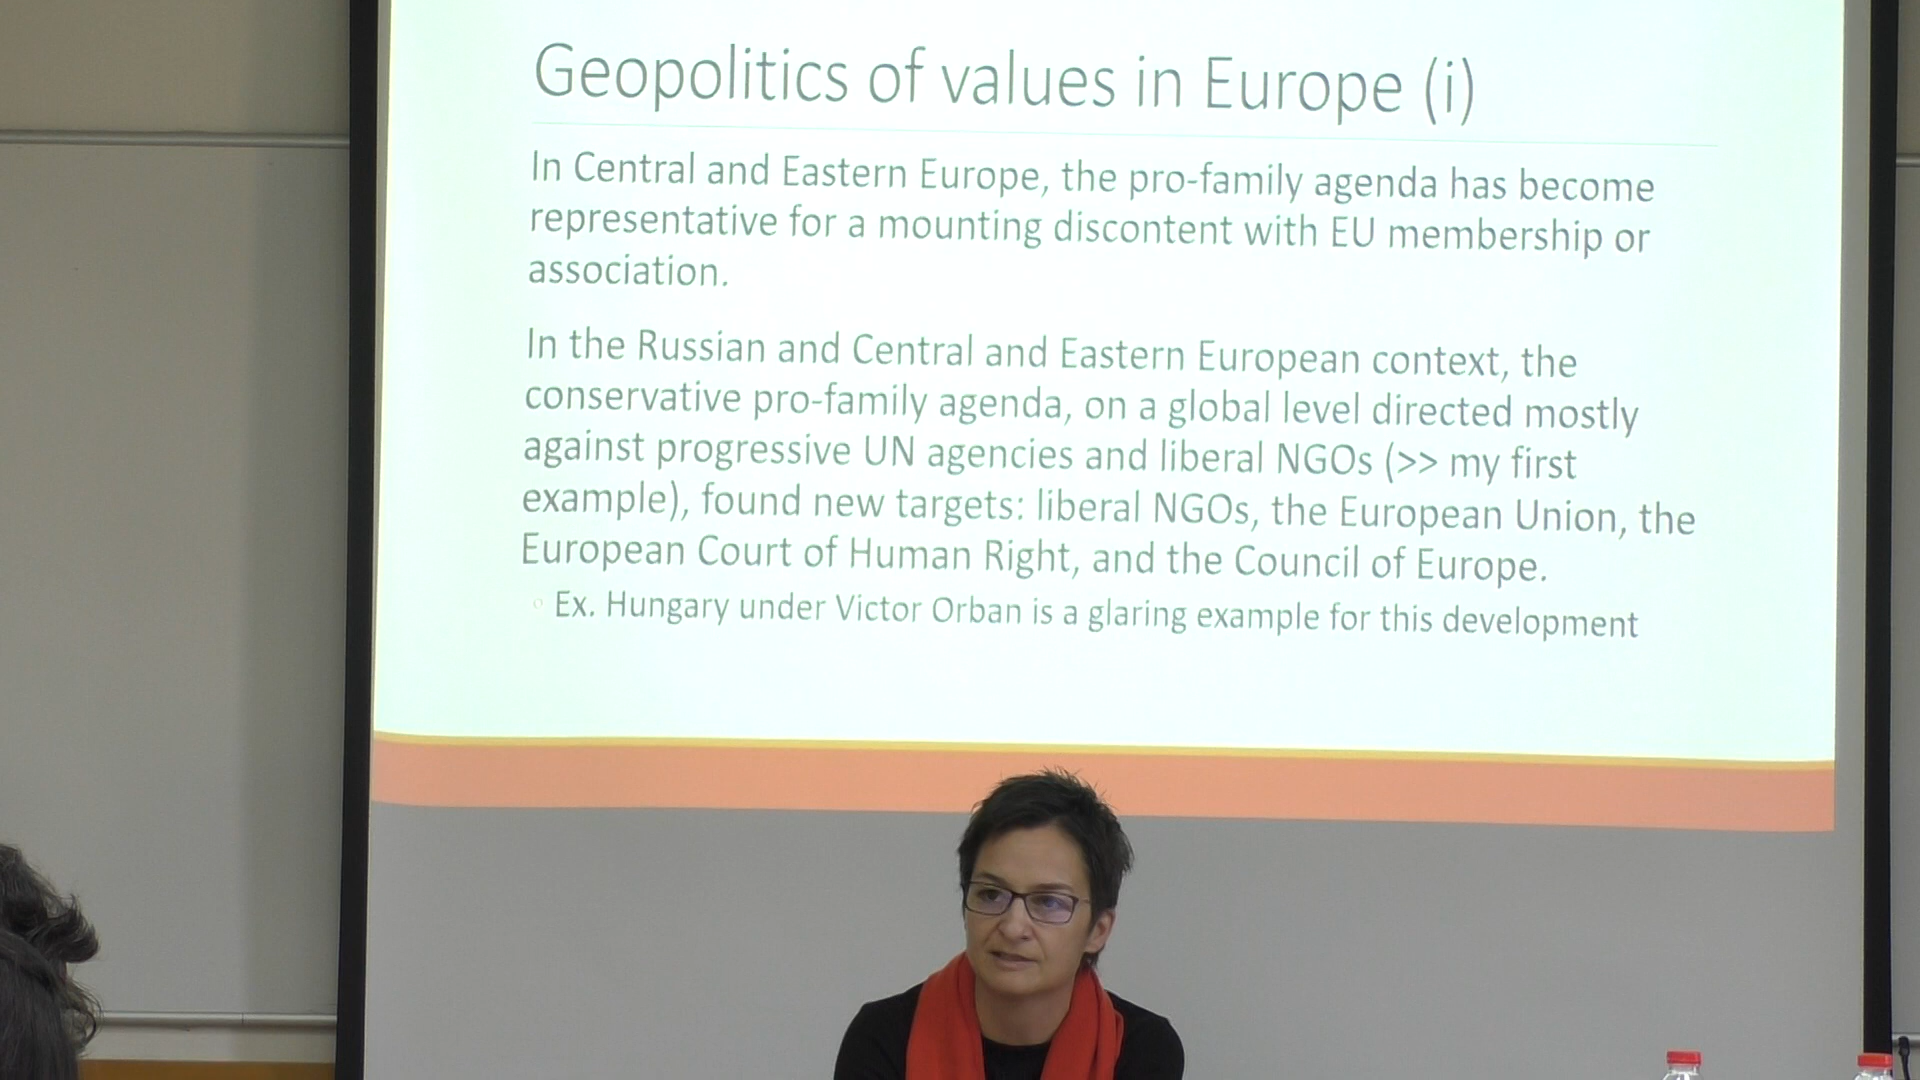 Geopolitics of values in Europe (i)
In Central and Eastern Europe, the pro-family agenda has become
representative for a mounting discontent with EU membership or
association.
In the Russian and Central and Eastern European context, the
conservative pro-family agenda, on a global level directed mostly
against progressive UN agencies and liberal NGOs (>> my first
example), found new targets: liberal NGOs, the European Union, the
European Court of Human Right, and the Council of Europe.
Ex. Hungary under Victor Orban is a glaring example for this development